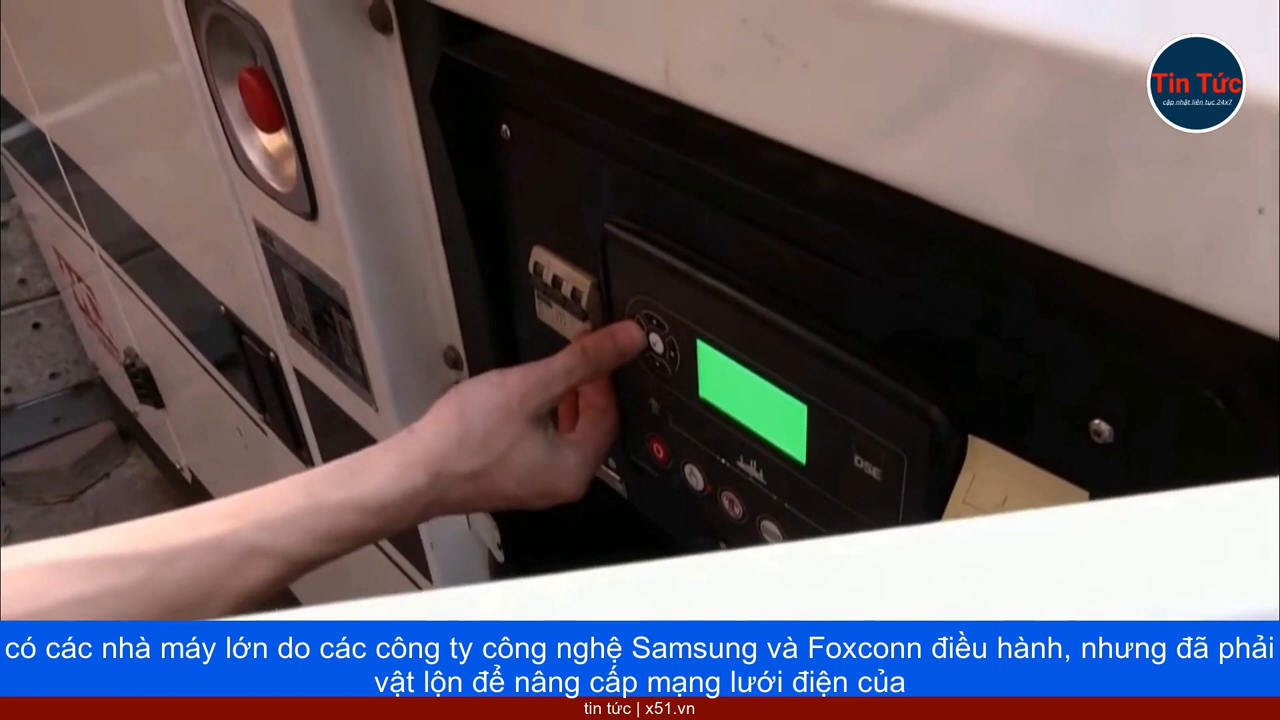 Tin Tức
cập.nhật.liên.tục.24x7
DSE
có các nhà máy lớn do các công ty công nghệ Samsung và Foxconn điều hành, nhưng đã phải
vật lộn để nâng cấp mạng lưới điện của
tin tức | x51.vn